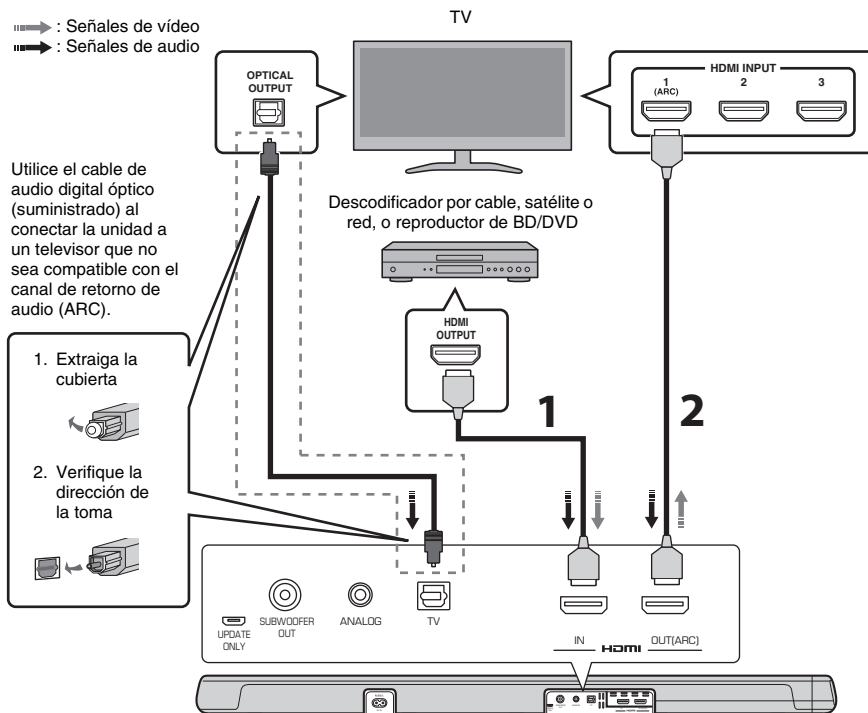 : Señales de vídeo
: Señales de audio
TV
OPTICAL
OUTPUT
HDMI INPUT
1
(ARC)
2
3
Utilice el cable de
audio digital óptico
(suministrado) al
conectar la unidad a
un televisor que no
sea compatible con el
canal de retorno de
audio (ARC).
Descodificador por cable, satélite o
red, o reproductor de BD/DVD
HDMI
OUTPUT
1. Extraiga la
cubierta
2. Verifique la
dirección de
la toma
1
2
UPDATE
ONLY
SUBWOOFER
OUT
ANALOG
TV
IN
HDMI
OUT(ARC)